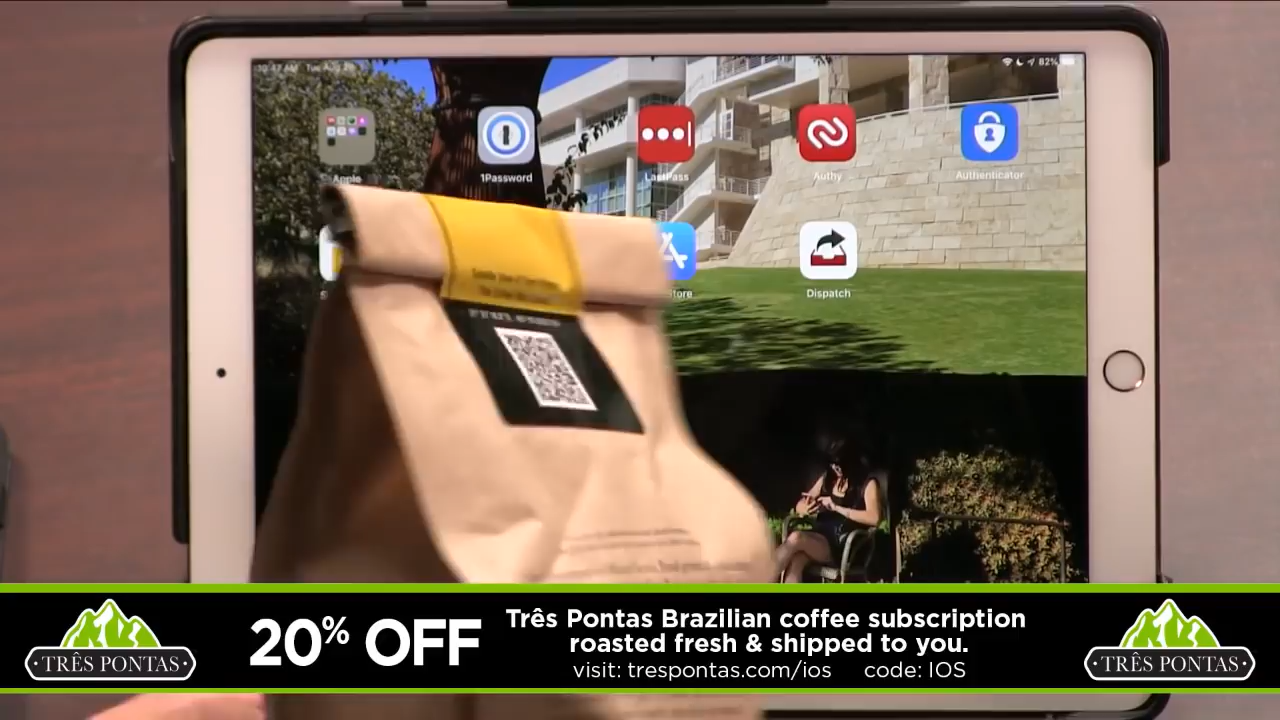 82%
Apple
1Password
LastPass
Authy
Authenticator
Dispatch
20% OFF
Três Pontas Brazilian coffee subscription
roasted fresh & shipped to you.
visit: trespontas.com/ios code: IOS
TRÊS PONTAS
TRÊS PONTAS